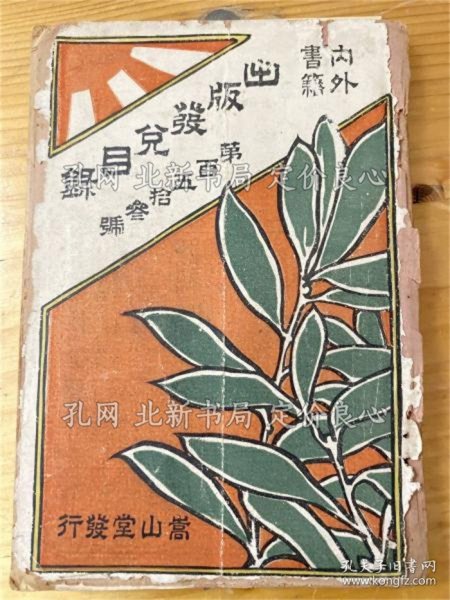 内外
書籍
出版發兌目錄
第百五拾叁號
孔网 北新书局 定价良心
孔网 北新书局 定价良心
嵩山堂發行
孔夫子旧书网
www.kongfz.com